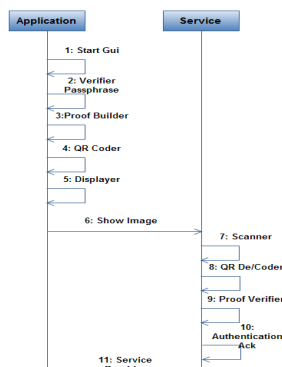 Application
Service
1: Start Gui
2: Verifier
Passphrase
3:Proof Builder
4: QR Coder
5: Displayer
6: Show Image
7: Scanner
8: QR De/Coder
9: Proof Verifier
10:
Authentication
Ack
11: Service